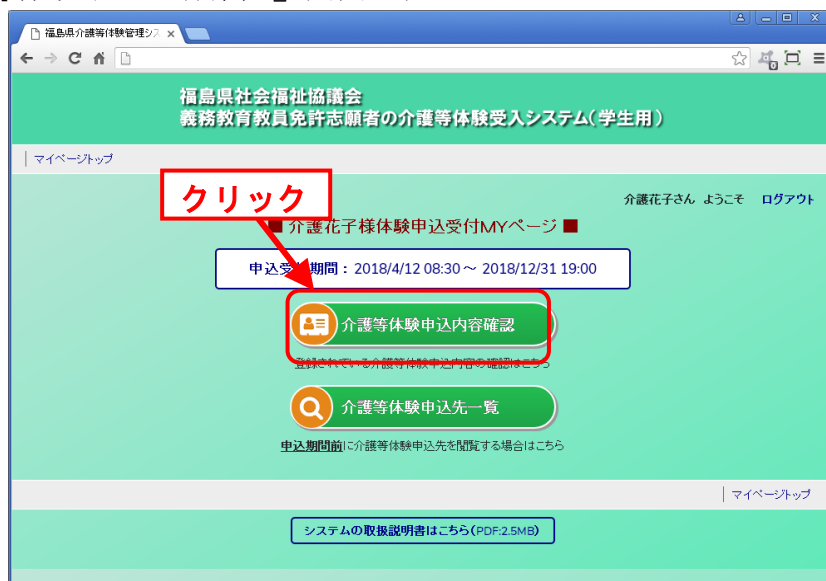 福島県介護等体験管理シス
福島県社会福祉協議会
義務教育教員免許志願者の介護等体験受入システム(学生用)
マイページトップ
クリック
介護花子さん ようこそ ログアウト
■ 介護花子様体験申込受付MYページ ■
申込受 期間： 2018/4/12 08:30 ～ 2018/12/31 19:00
介護等体験申込内容確認
登録されている介護等体験申込内容の確認はこちら
介護等体験申込先一覧
申込期間前に介護等体験申込先を閲覧する場合はこちら
マイページトップ
システムの取扱説明書はこちら(PDF:2.5MB)